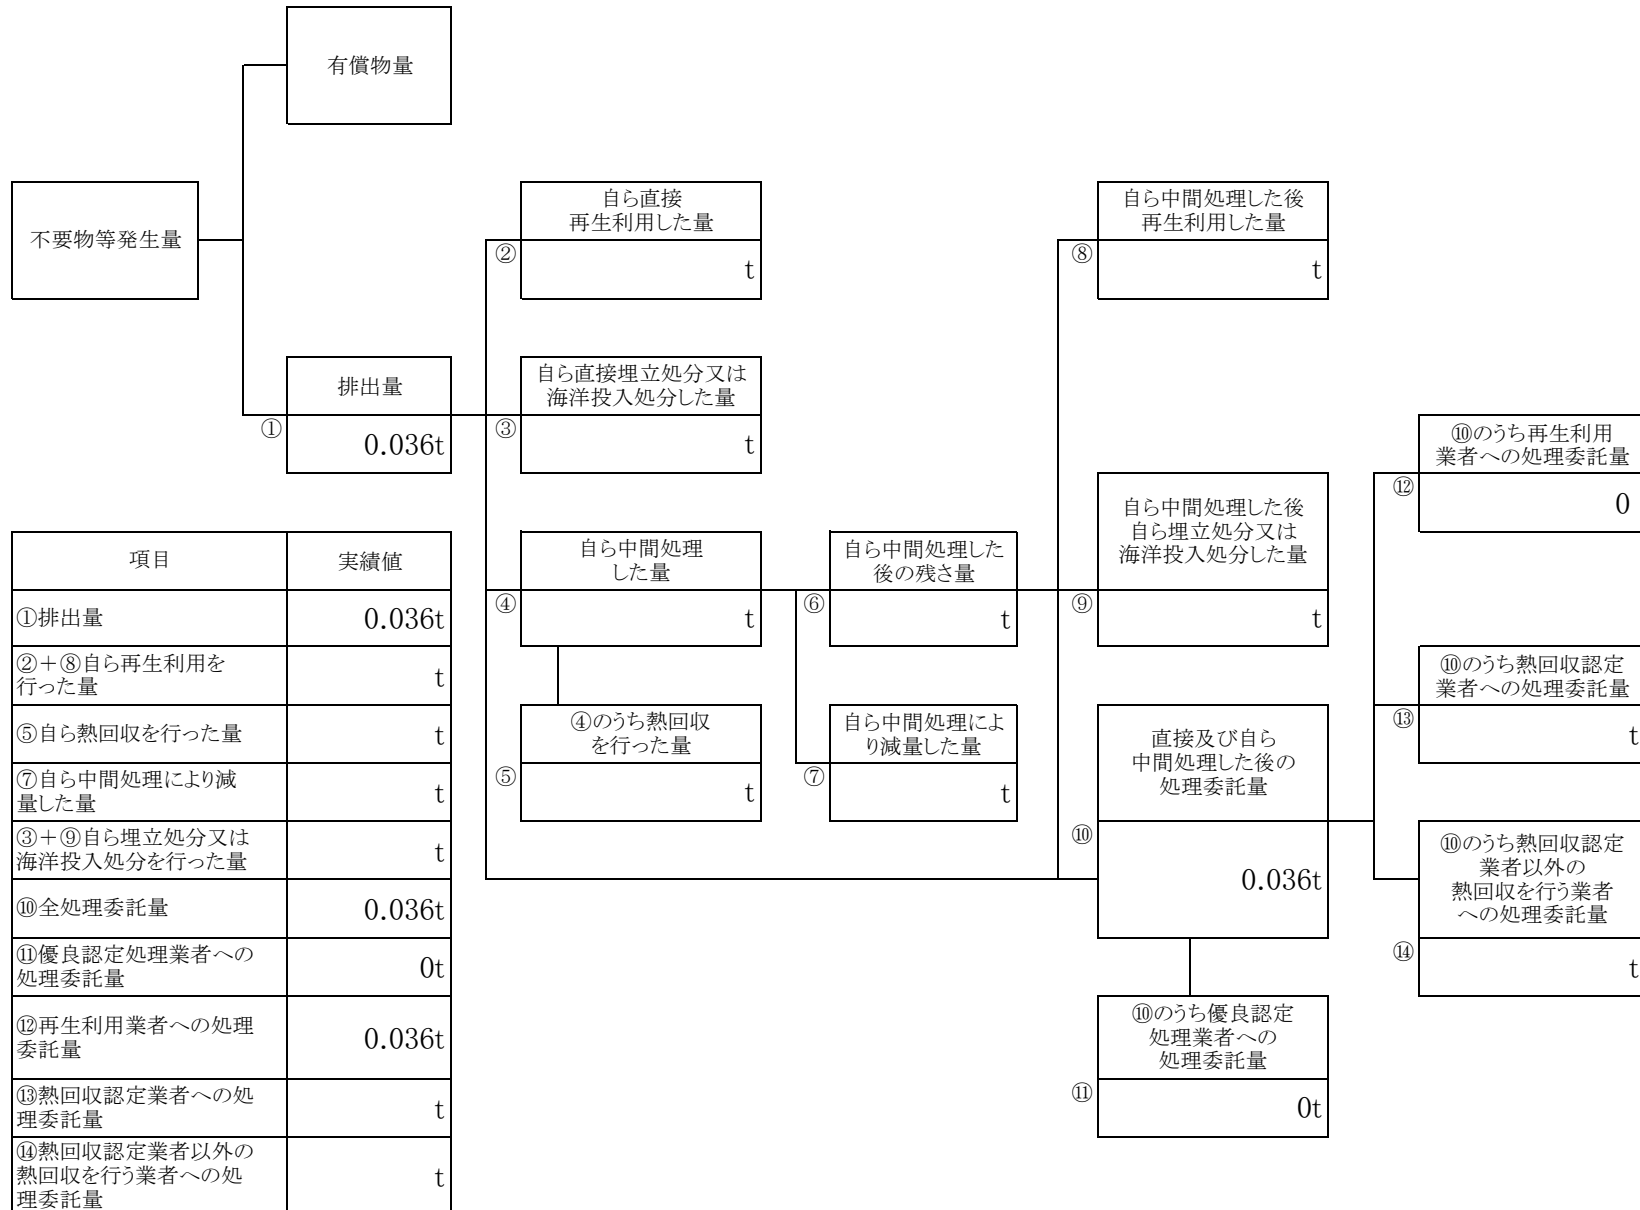 有償物量
不要物等発生量
自ら直接
再生利用した量
②
t
自ら中間処理した後
再生利用した量
⑧
t
排出量
①
0.036t
自ら直接埋立処分又は
海洋投入処分した量
③
t
⑩のうち再生利用
業者への処理委託量
⑫
0
自ら中間処理した後
自ら埋立処分又は
海洋投入処分した量
⑨
t
自ら中間処理
した量
④
t
自ら中間処理した
後の残さ量
⑥
t
⑩のうち熱回収認定
業者への処理委託量
⑬
t
④のうち熱回収
を行った量
⑤
t
自ら中間処理によ
り減量した量
⑦
t
直接及び自ら
中間処理した後の
処理委託量
⑩
0.036t
⑩のうち熱回収認定
業者以外の
熱回収を行う業者
への処理委託量
⑭
t
⑩のうち優良認定
処理業者への
処理委託量
⑪
0t
項目 実績値
①排出量 0.036t
②＋⑧自ら再生利用を
行った量
t
⑤自ら熱回収を行った量 t
⑦自ら中間処理により減
量した量
t
③＋⑨自ら埋立処分又は
海洋投入処分を行った量
t
⑩全処理委託量 0.036t
⑪優良認定処理業者への
処理委託量
0t
⑫再生利用業者への処理
委託量
0.036t
⑬熱回収認定業者への処
理委託量
t
⑭熱回収認定業者以外の
熱回収を行う業者への処
理委託量
t